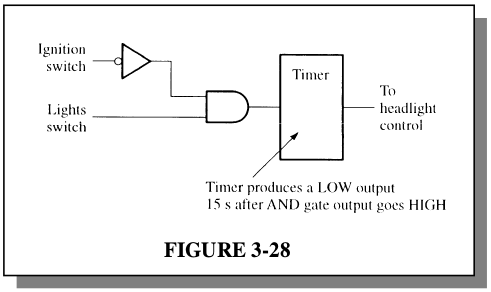 Ignition
switch
Timer
To
headlight
control
Lights
switch
Timer produces a LOW output
15 s after AND gate output goes HIGH
FIGURE 3-28